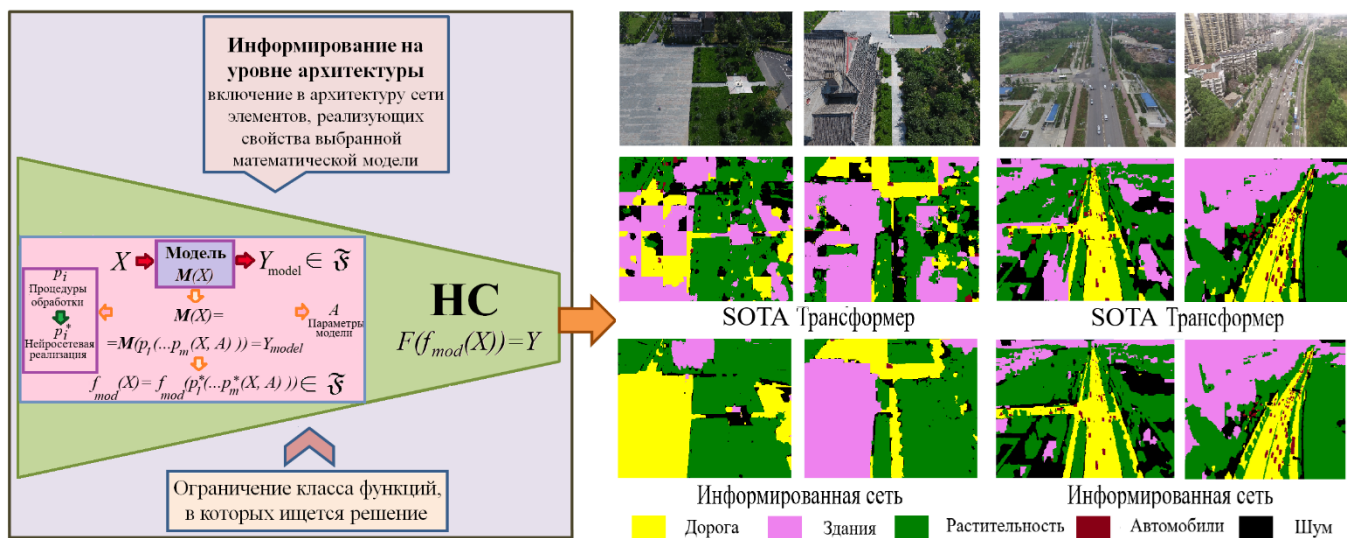 Информирование на
уровне архитектуры
включение в архитектуру сети
элементов, реализующих
свойства выбранной
математической модели
X
Модель
M(X)
Y_model ∈ 𝔉
p_i
Процедуры
обработки
p_i*
Нейросетевая
реализация
M(X)=
=M(p_l(...p_m(X, A) ))=Y_model
A
Параметры
модели
f_mod(X)= f_mod(p_l*(...p_m*(X, A) ))∈ 𝔉
НС
F(f_mod(X))=Y
Ограничение класса функций,
в которых ищется решение
SOTA Трансформер
SOTA Трансформер
Информированная сеть
Информированная сеть
Дорога
Здания
Растительность
Автомобили
Шум